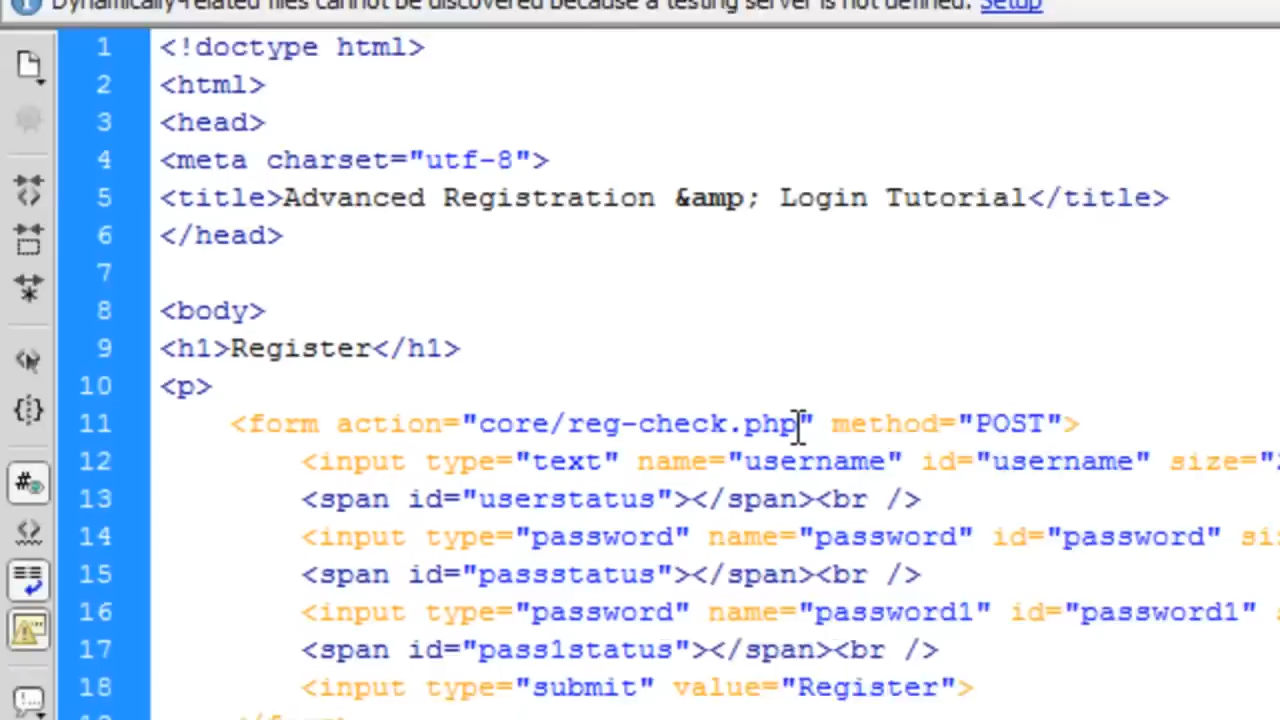 Dynamically-related files cannot be discovered because a testing server is not defined. Setup
1 <!doctype html>
2 <html>
3 <head>
4 <meta charset="utf-8">
5 <title>Advanced Registration &amp; Login Tutorial</title>
6 </head>
7
8 <body>
9 <h1>Register</h1>
10 <p>
11 <form action="core/reg-check.php" method="POST">
12 <input type="text" name="username" id="username" size="
13 <span id="userstatus"></span><br />
14 <input type="password" name="password" id="password" si
15 <span id="passstatus"></span><br />
16 <input type="password" name="password1" id="password1"
17 <span id="pass1status"></span><br />
18 <input type="submit" value="Register">
</form>